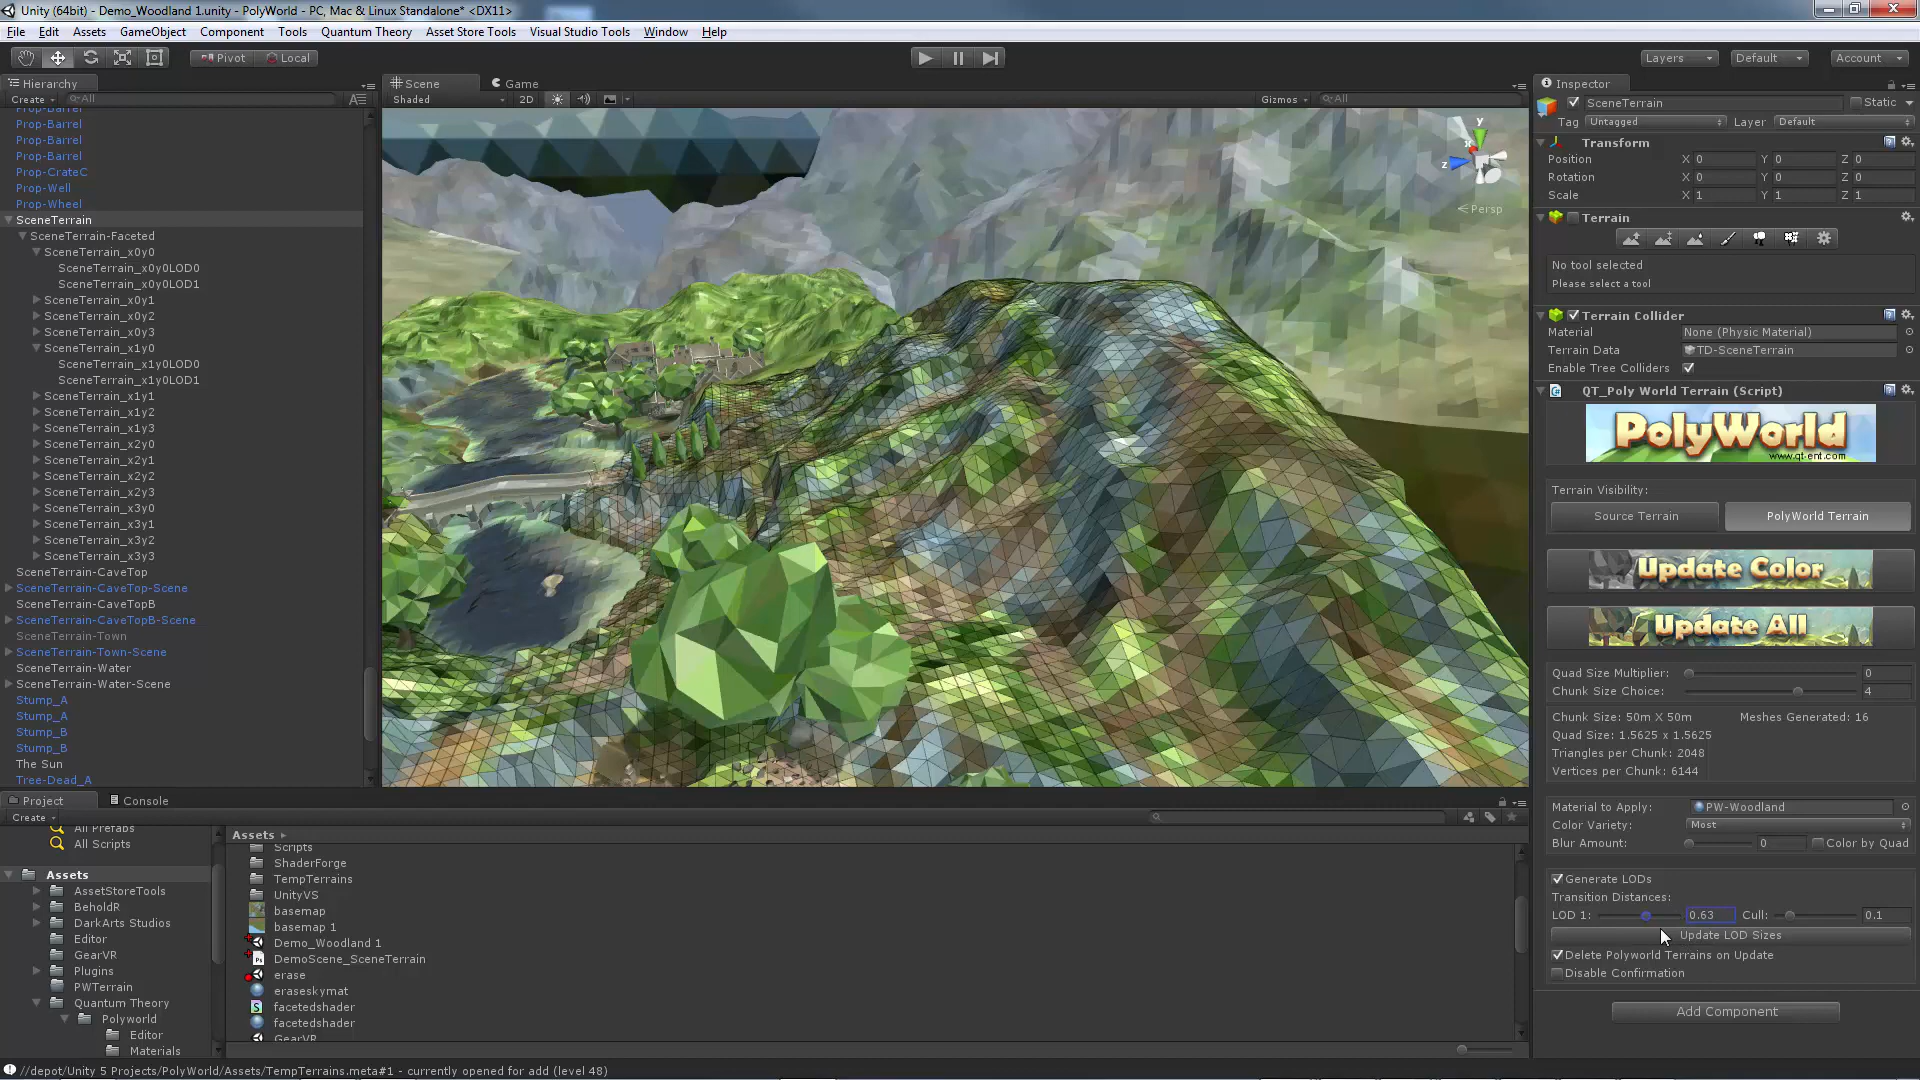 Unity (64bit) - Demo_Woodland 1.unity - PolyWorld - PC, Mac & Linux Standalone* <DX11>
File Edit Assets GameObject Component Tools Quantum Theory Asset Store Tools Visual Studio Tools Window Help
Pivot Local Layers Default Account
Hierarchy
Create All
Prop-Barrel
Prop-Barrel
Prop-Barrel
Prop-Barrel
Prop-CrateC
Prop-Well
Prop-Wheel
SceneTerrain
SceneTerrain-Faceted
SceneTerrain_x0y0
SceneTerrain_x0y0LOD0
SceneTerrain_x0y0LOD1
SceneTerrain_x0y1
SceneTerrain_x0y2
SceneTerrain_x0y3
SceneTerrain_x1y0
SceneTerrain_x1y0LOD0
SceneTerrain_x1y0LOD1
SceneTerrain_x1y1
SceneTerrain_x1y2
SceneTerrain_x1y3
SceneTerrain_x2y0
SceneTerrain_x2y1
SceneTerrain_x2y2
SceneTerrain_x2y3
SceneTerrain_x3y0
SceneTerrain_x3y1
SceneTerrain_x3y2
SceneTerrain_x3y3
SceneTerrain-CaveTop
SceneTerrain-CaveTop-Scene
SceneTerrain-CaveTopB
SceneTerrain-CaveTopB-Scene
SceneTerrain-Town
SceneTerrain-Town-Scene
SceneTerrain-Water
SceneTerrain-Water-Scene
Stump_A
Stump_A
Stump_B
Stump_B
The Sun
Tree-Dead_A
Scene Game
Shaded 2D Gizmos All
y
x
z
Persp
Inspector
SceneTerrain Static
Tag Untagged Layer Default
Transform
Position X 0 Y 0 Z 0
Rotation X 0 Y 0 Z 0
Scale X 1 Y 1 Z 1
Terrain
No tool selected
Please select a tool
Terrain Collider
Material None (Physic Material)
Terrain Data TD-SceneTerrain
Enable Tree Colliders
QT_Poly World Terrain (Script)
PolyWorld
www.qt-ent.com
Terrain Visibility:
Source Terrain PolyWorld Terrain
Update Color
Update All
Quad Size Multiplier: 0
Chunk Size Choice: 4
Chunk Size: 50m X 50m Meshes Generated: 16
Quad Size: 1.5625 x 1.5625
Triangles per Chunk: 2048
Vertices per Chunk: 6144
Material to Apply: PW-Woodland
Color Variety: Most
Blur Amount: 0 Color by Quad
Generate LODs
Transition Distances:
LOD 1: 0.63 Cull: 0.1
Update LOD Sizes
Delete Polyworld Terrains on Update
Disable Confirmation
Add Component
Project Console
Create
All Prefabs
All Scripts
Assets
AssetStoreTools
BeholdR
DarkArts Studios
Editor
GearVR
Plugins
PWTerrain
Quantum Theory
Polyworld
Editor
Materials
Assets
Scripts
ShaderForge
TempTerrains
UnityVS
basemap
basemap 1
Demo_Woodland 1
DemoScene_SceneTerrain
erase
eraseskymat
facetedshader
facetedshader
GearVR
//depot/Unity 5 Projects/PolyWorld/Assets/TempTerrains.meta#1 - currently opened for add (level 48)